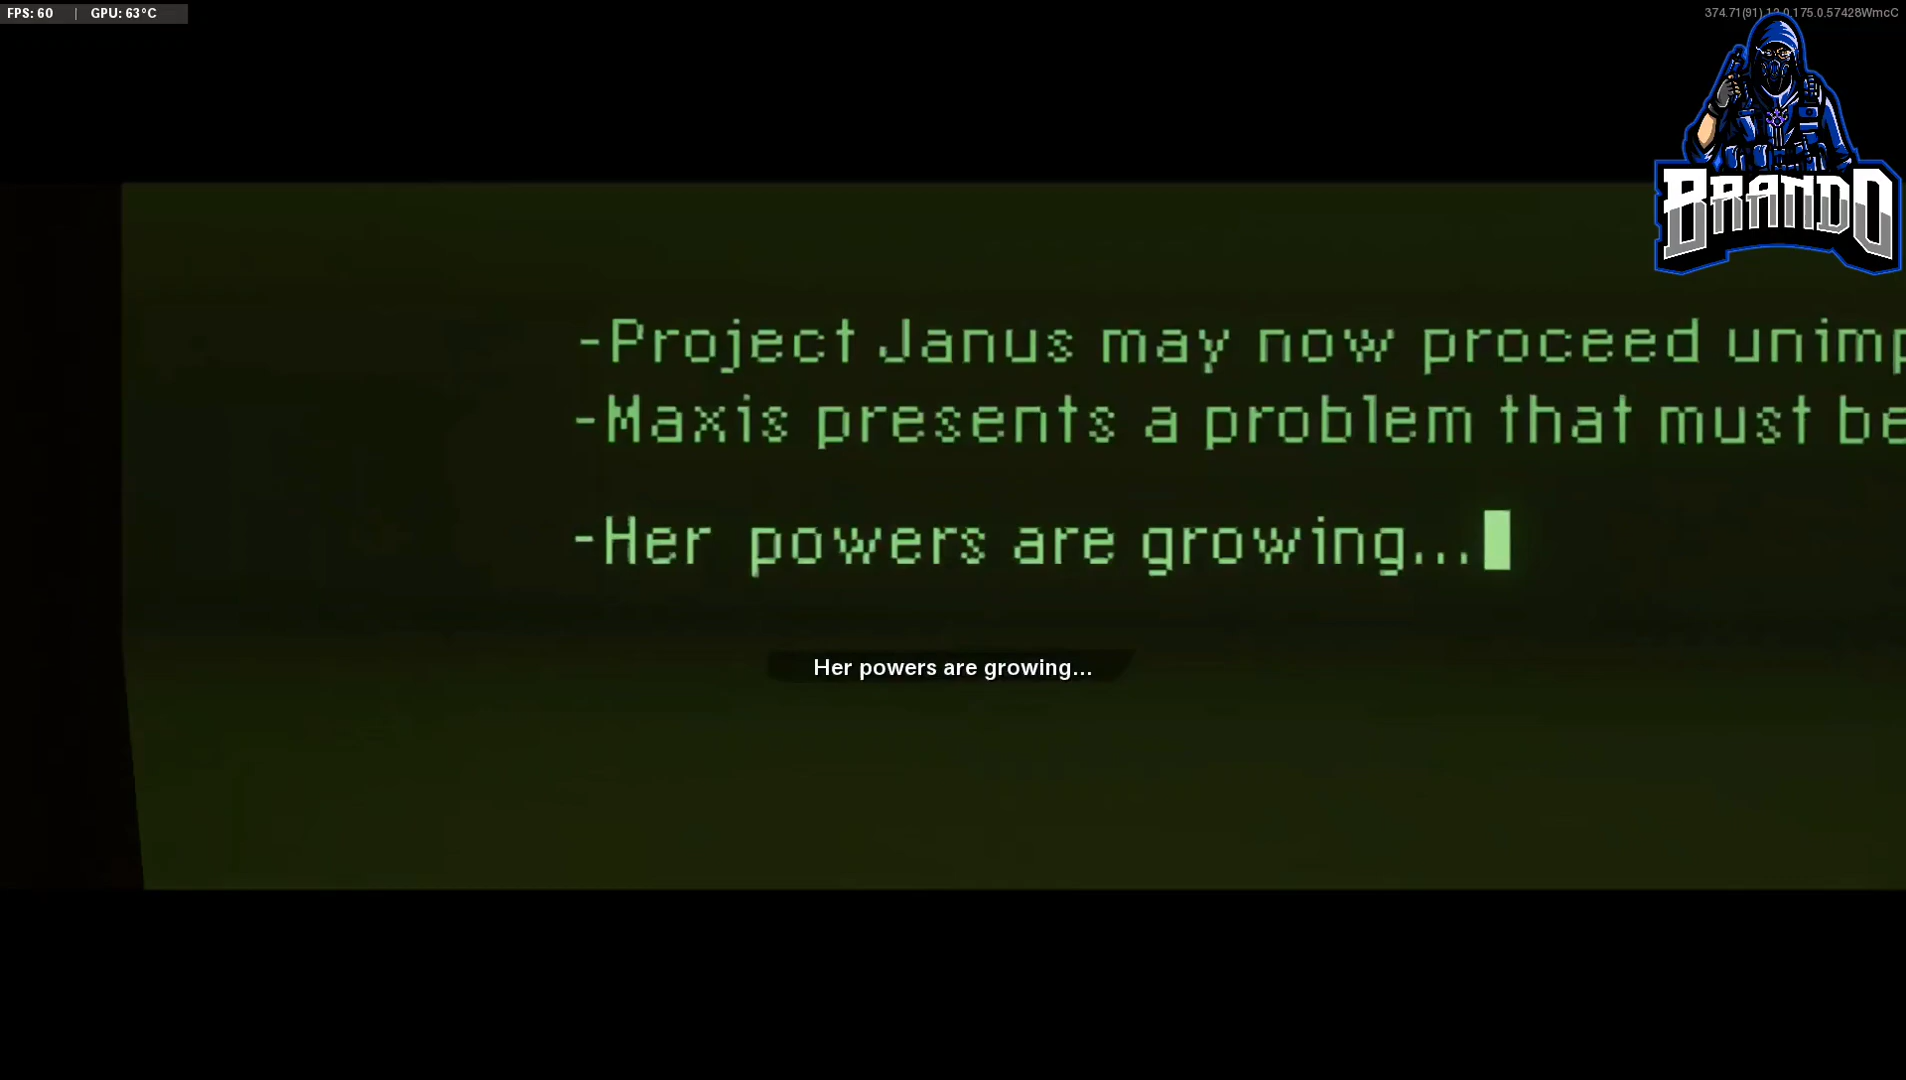 FPS: 60 | GPU: 63°C
BRANDO
-Project Janus may now proceed unimp
-Maxis presents a problem that must be
-Her powers are growing...
Her powers are growing...